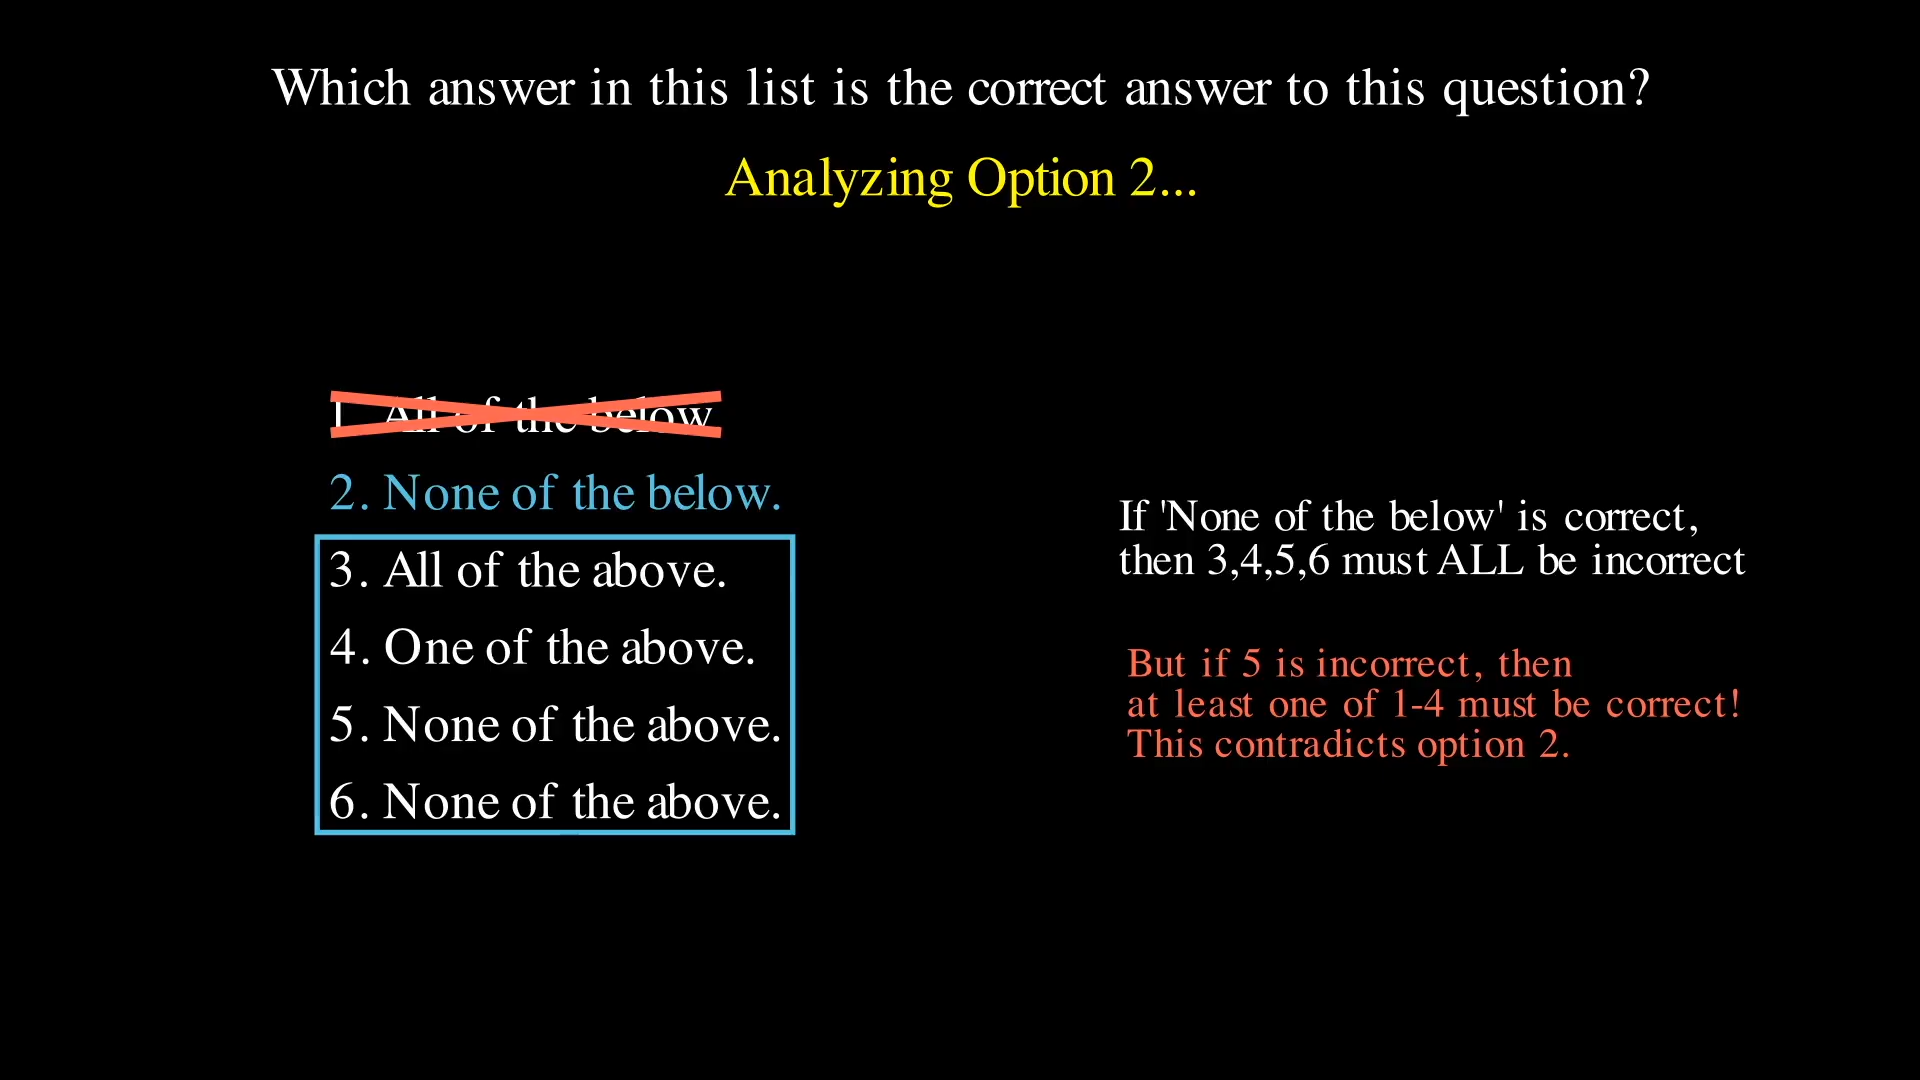 Which answer in this list is the correct answer to this question?
Analyzing Option 2...
1. All of the below.
2. None of the below.
3. All of the above.
4. One of the above.
5. None of the above.
6. None of the above.
If 'None of the below' is correct,
then 3,4,5,6 must ALL be incorrect
But if 5 is incorrect, then
at least one of 1-4 must be correct!
This contradicts option 2.